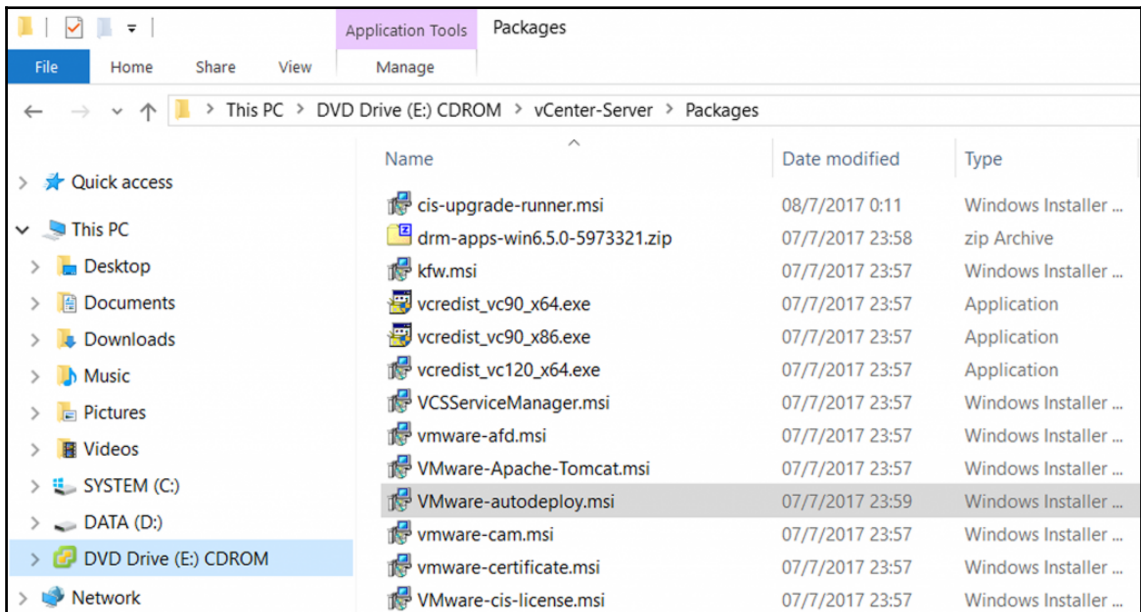 Application Tools Packages
File Home Share View Manage
This PC > DVD Drive (E:) CDROM > vCenter-Server > Packages
Quick access
This PC
Desktop
Documents
Downloads
Music
Pictures
Videos
SYSTEM (C:)
DATA (D:)
DVD Drive (E:) CDROM
Network
Name Date modified Type
cis-upgrade-runner.msi 08/7/2017 0:11 Windows Installer ...
drm-apps-win6.5.0-5973321.zip 07/7/2017 23:58 zip Archive
kfw.msi 07/7/2017 23:57 Windows Installer ...
vcredist_vc90_x64.exe 07/7/2017 23:57 Application
vcredist_vc90_x86.exe 07/7/2017 23:57 Application
vcredist_vc120_x64.exe 07/7/2017 23:57 Application
VCSServiceManager.msi 07/7/2017 23:57 Windows Installer ...
vmware-afd.msi 07/7/2017 23:57 Windows Installer ...
VMware-Apache-Tomcat.msi 07/7/2017 23:57 Windows Installer ...
VMware-autodeploy.msi 07/7/2017 23:59 Windows Installer ...
vmware-cam.msi 07/7/2017 23:57 Windows Installer ...
vmware-certificate.msi 07/7/2017 23:57 Windows Installer ...
VMware-cis-license.msi 07/7/2017 23:57 Windows Installer ...